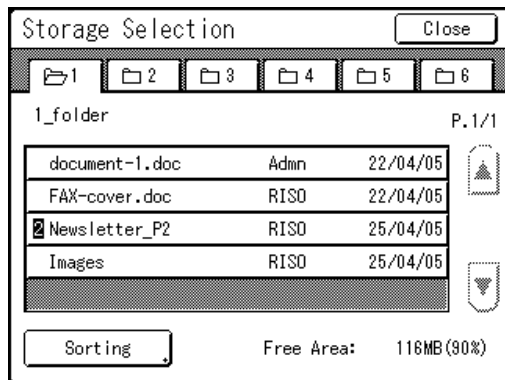 Storage Selection Close
1 2 3 4 5 6
1_folder
P.1/1
document-1.doc Admn 22/04/05
FAX-cover.doc RISO 22/04/05
2 Newsletter_P2 RISO 25/04/05
Images RISO 25/04/05
Sorting Free Area: 116MB(90%)